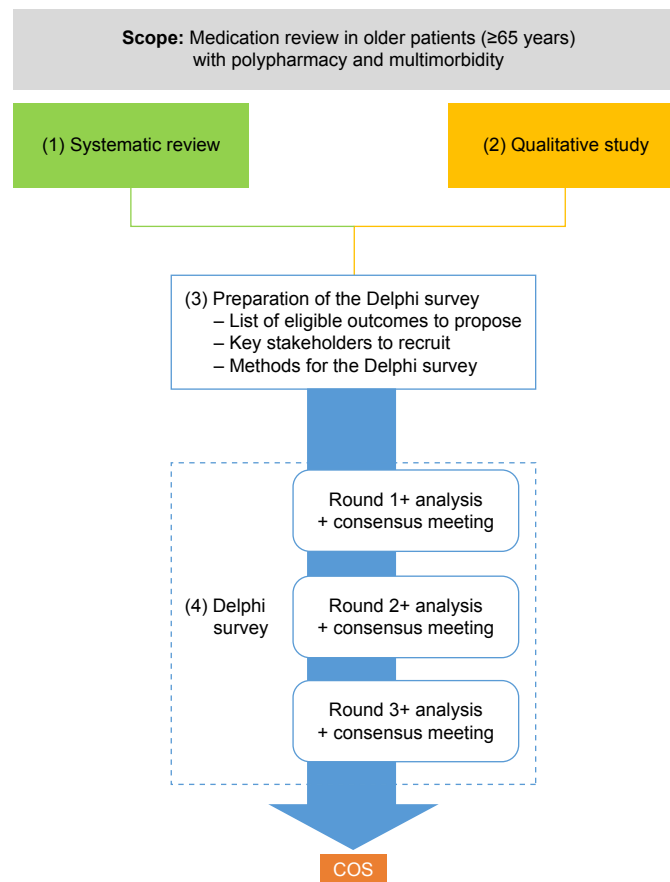 Scope: Medication review in older patients (≥65 years)
with polypharmacy and multimorbidity
(1) Systematic review
(2) Qualitative study
(3) Preparation of the Delphi survey
– List of eligible outcomes to propose
– Key stakeholders to recruit
– Methods for the Delphi survey
Round 1+ analysis
+ consensus meeting
(4) Delphi
survey
Round 2+ analysis
+ consensus meeting
Round 3+ analysis
+ consensus meeting
COS